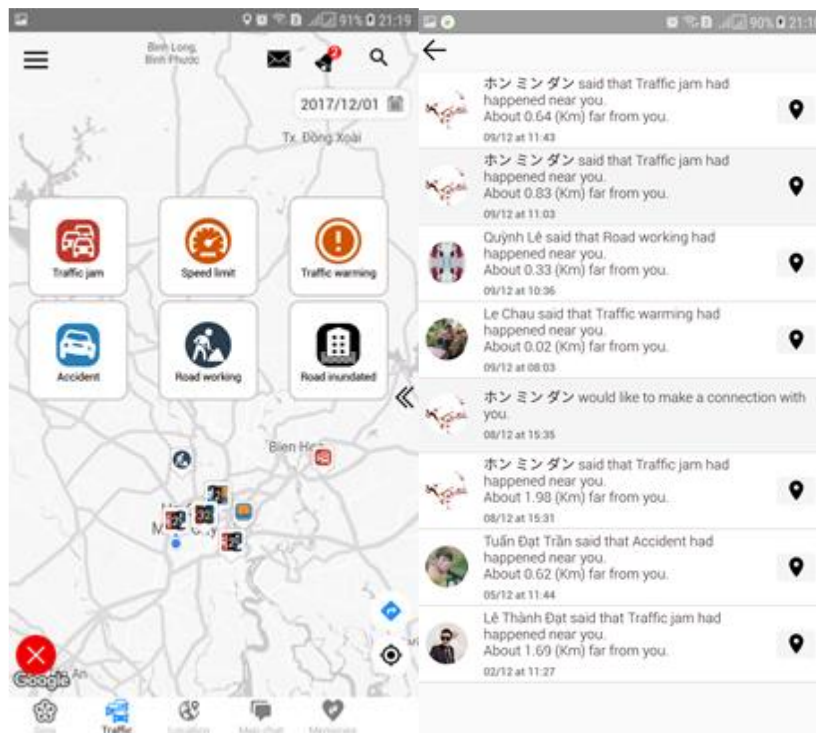 91% 21:19
Binh Long,
Binh Phuoc
2
2017/12/01
Tx. Đồng Xoài
Traffic jam
Speed limit
Traffic warming
Accident
Road working
Road inundated
Bien
Google
Traffic
Location
Main chat
90% 21:1
ホン ミン ダン said that Traffic jam had
happened near you.
About 0.64 (Km) far from you.
09/12 at 11:43
ホン ミン ダン said that Traffic jam had
happened near you.
About 0.83 (Km) far from you.
09/12 at 11:03
Quỳnh Lê said that Road working had
happened near you.
About 0.33 (Km) far from you.
09/12 at 10:36
Le Chau said that Traffic warming had
happened near you.
About 0.02 (Km) far from you.
09/12 at 08:03
ホン ミン ダン would like to make a connection with
you.
08/12 at 15:35
ホン ミン ダン said that Traffic jam had
happened near you.
About 1.98 (Km) far from you.
08/12 at 15:31
Tuấn Đạt Trần said that Accident had
happened near you.
About 0.62 (Km) far from you.
05/12 at 11:44
Lê Thành Đạt said that Traffic jam had
happened near you.
About 1.69 (Km) far from you.
02/12 at 11:27